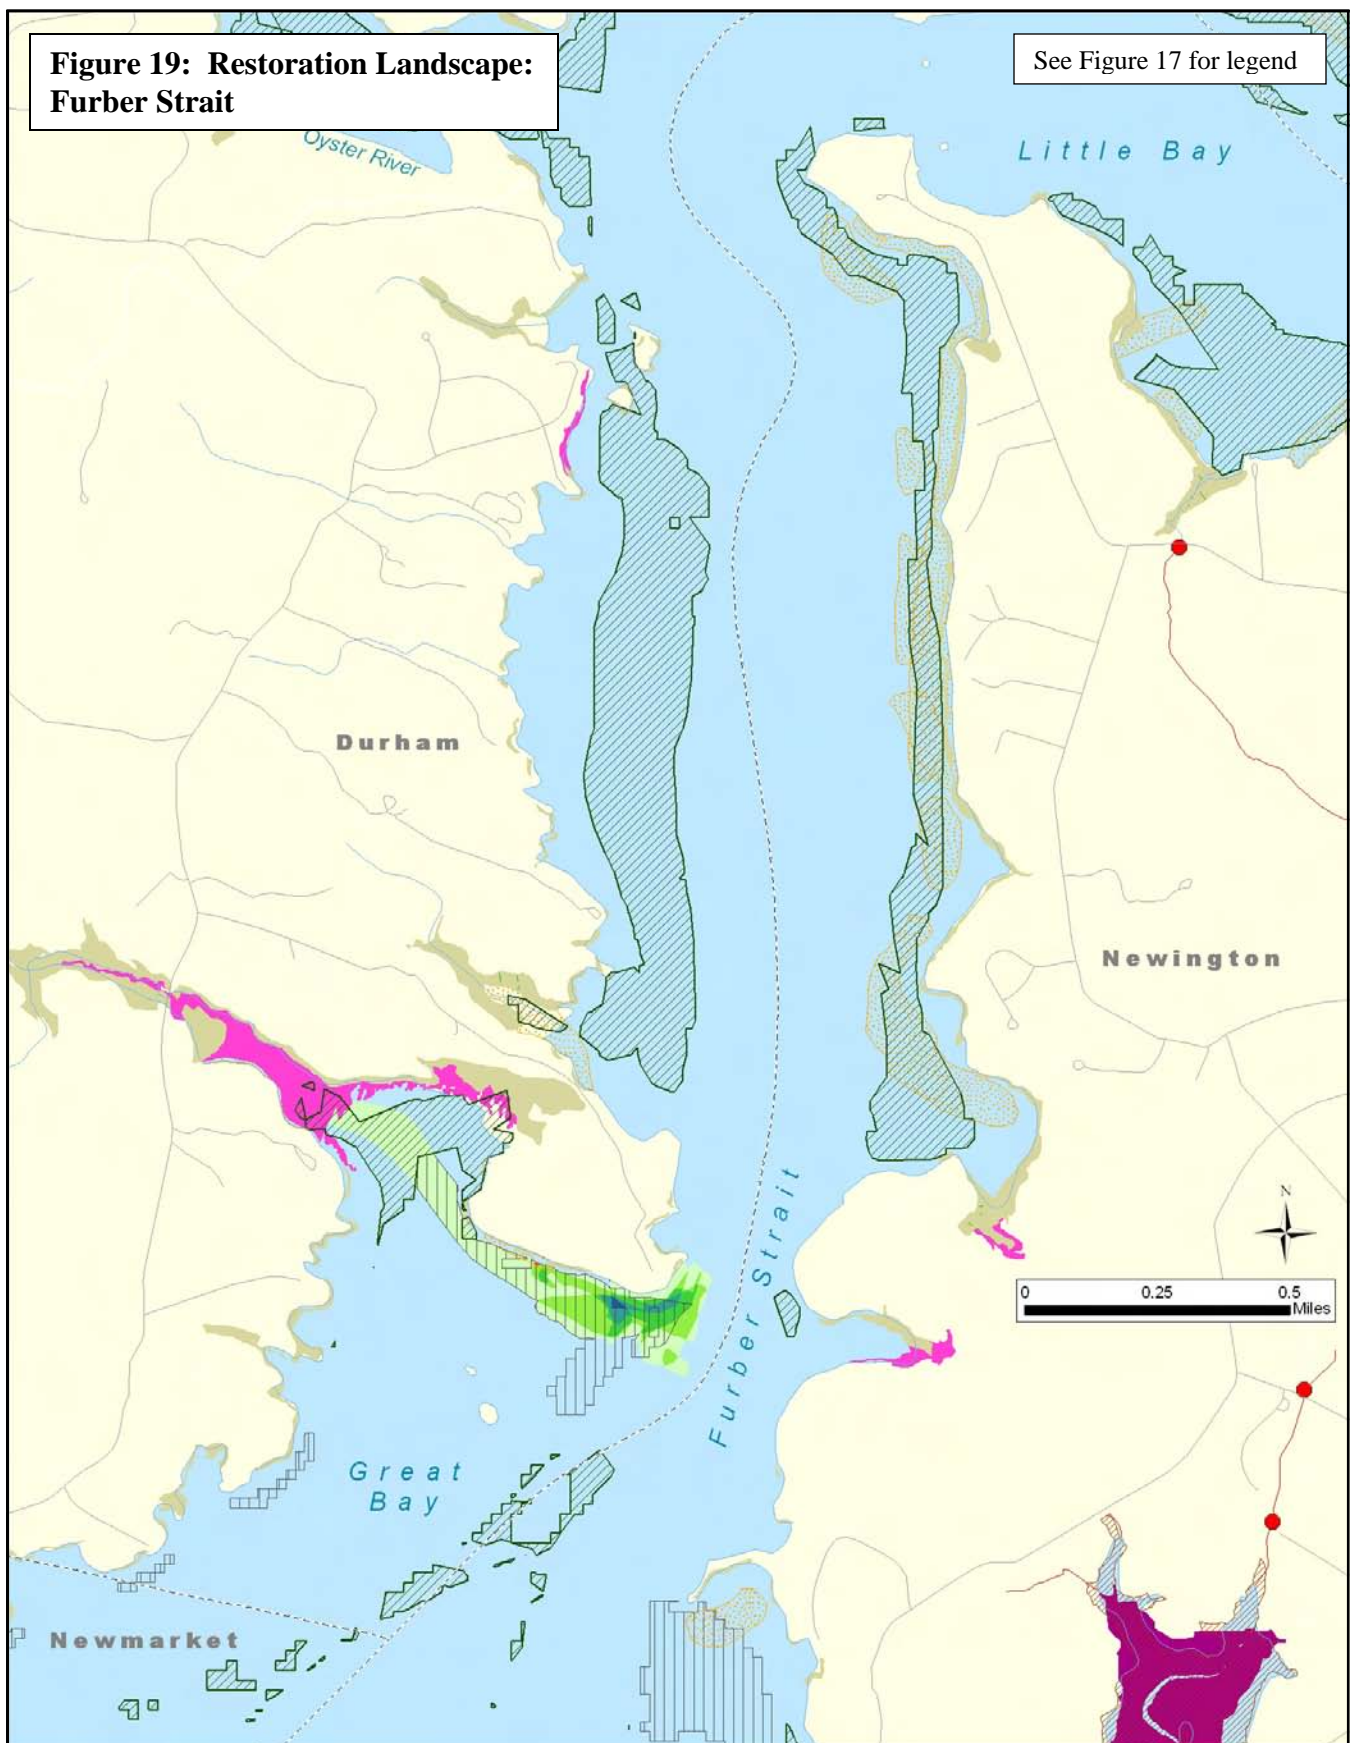 Figure 19:  Restoration Landscape:
Furber Strait
See Figure 17 for legend
Oyster River
Little Bay
Durham
Newington
N
0 0.25 0.5
Miles
Furber Strait
Great
Bay
Newmarket